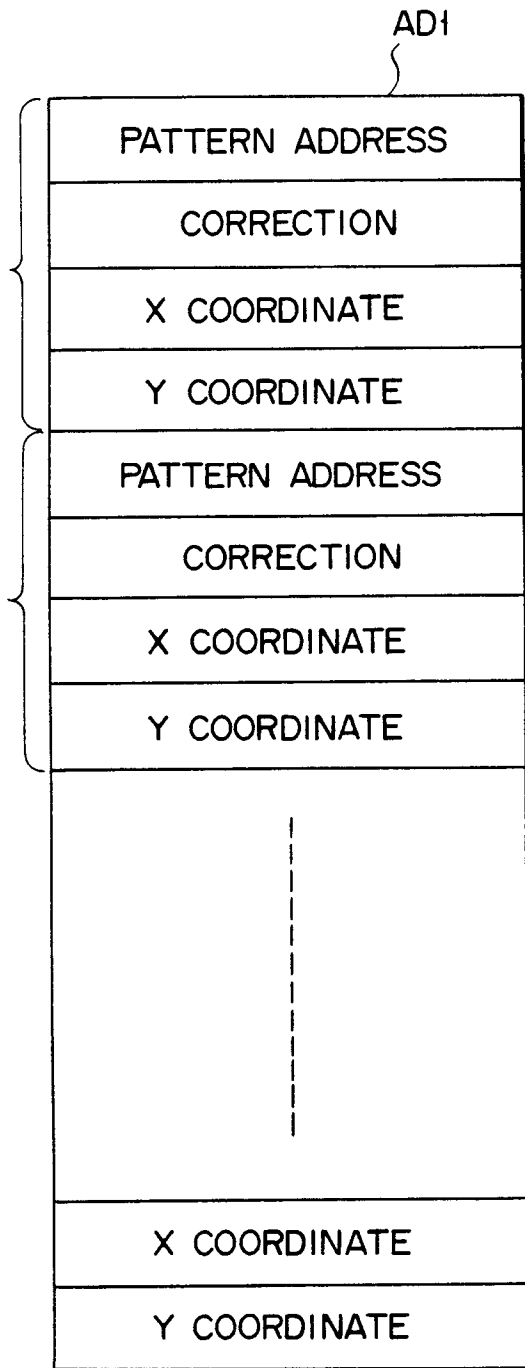 AD1
PATTERN ADDRESS
CORRECTION
X COORDINATE
Y COORDINATE
PATTERN ADDRESS
CORRECTION
X COORDINATE
Y COORDINATE
X COORDINATE
Y COORDINATE